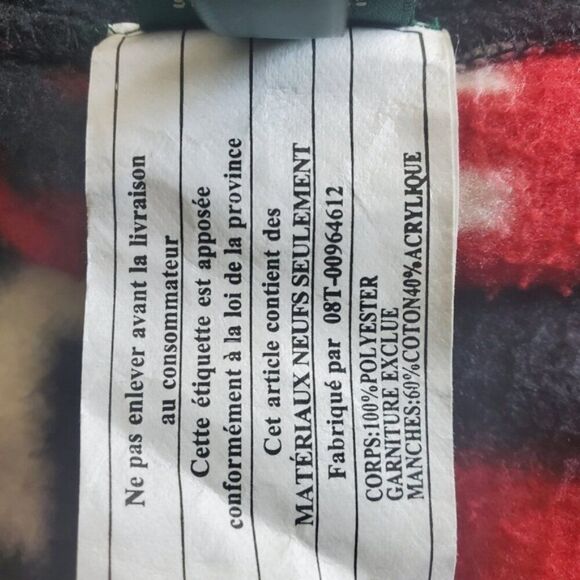 Ne pas enlever avant la livraison
au consommateur
Cette étiquette est apposée
conformément à la loi de la province
Cet article contient des
MATÉRIAUX NEUFS SEULEMENT
Fabriqué par 08T-00964612
CORPS:100%POLYESTER
GARNITURE EXCLUE
MANCHES:60%COTON40%ACRYLIQUE